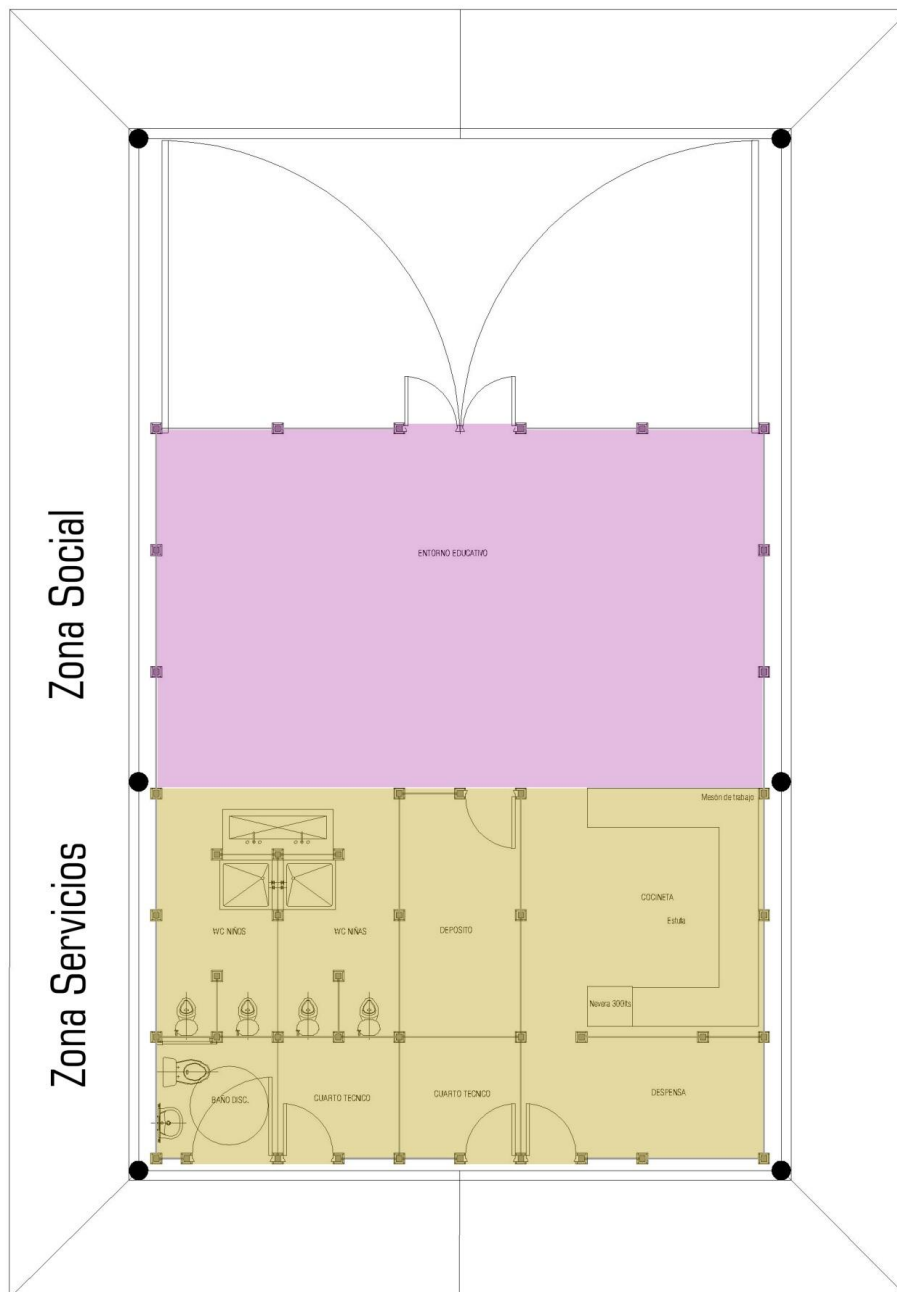 Zona Social
ENTORNO EDUCATIVO
Zona Servicios
Mesón de trabajo
COCINETA
Estufa
WC NIÑOS
WC NIÑAS
DEPÓSITO
Nevera 300lts
BAÑO DISC.
CUARTO TECNICO
CUARTO TECNICO
DESPENSA